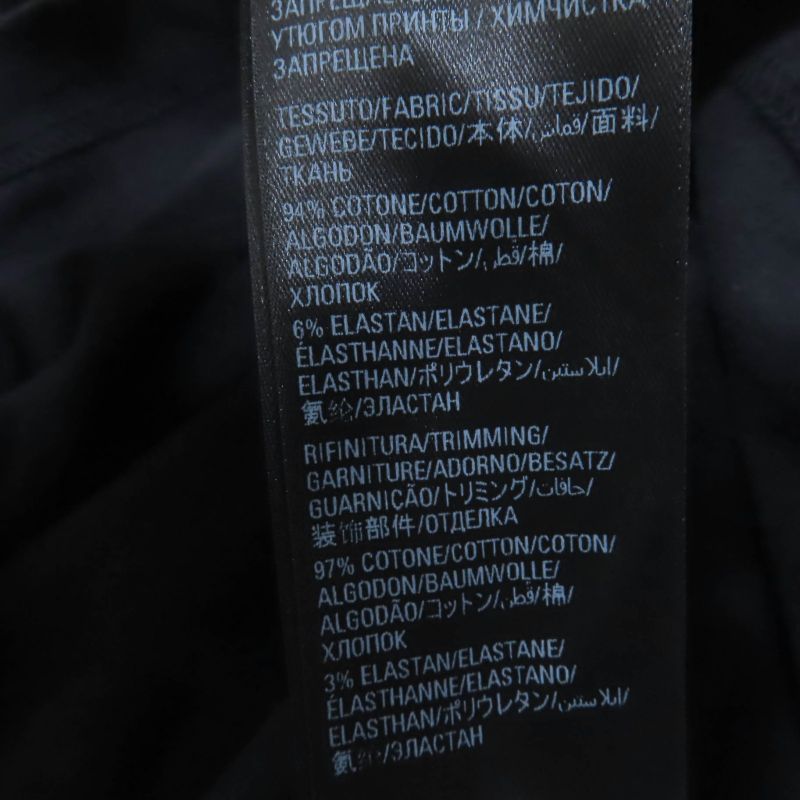 ЗАПРЕЩЕ
УТЮГОМ ПРИНТЫ / ХИМЧИСТКА
ЗАПРЕЩЕНА
TESSUTO/FABRIC/TISSU/TEJIDO/
GEWEBE/TECIDO/本体/قماش/面料/
ТКАНЬ
94% COTONE/COTTON/COTON/
ALGODON/BAUMWOLLE/
ALGODÃO/コットン/قطن/棉/
ХЛОПОК
6% ELASTAN/ELASTANE/
ÉLASTHANNE/ELASTANO/
ELASTHAN/ポリウレタン/ايلاستين/
氨纶/ЭЛАСТАН
RIFINITURA/TRIMMING/
GARNITURE/ADORNO/BESATZ/
GUARNIÇÃO/トリミング/حافات/
装饰部件/ОТДЕЛКА
97% COTONE/COTTON/COTON/
ALGODON/BAUMWOLLE/
ALGODÃO/コットン/قطن/棉/
ХЛОПОК
3% ELASTAN/ELASTANE/
ÉLASTHANNE/ELASTANO/
ELASTHAN/ポリウレタン/ايلاستين/
氨纶/ЭЛАСТАН